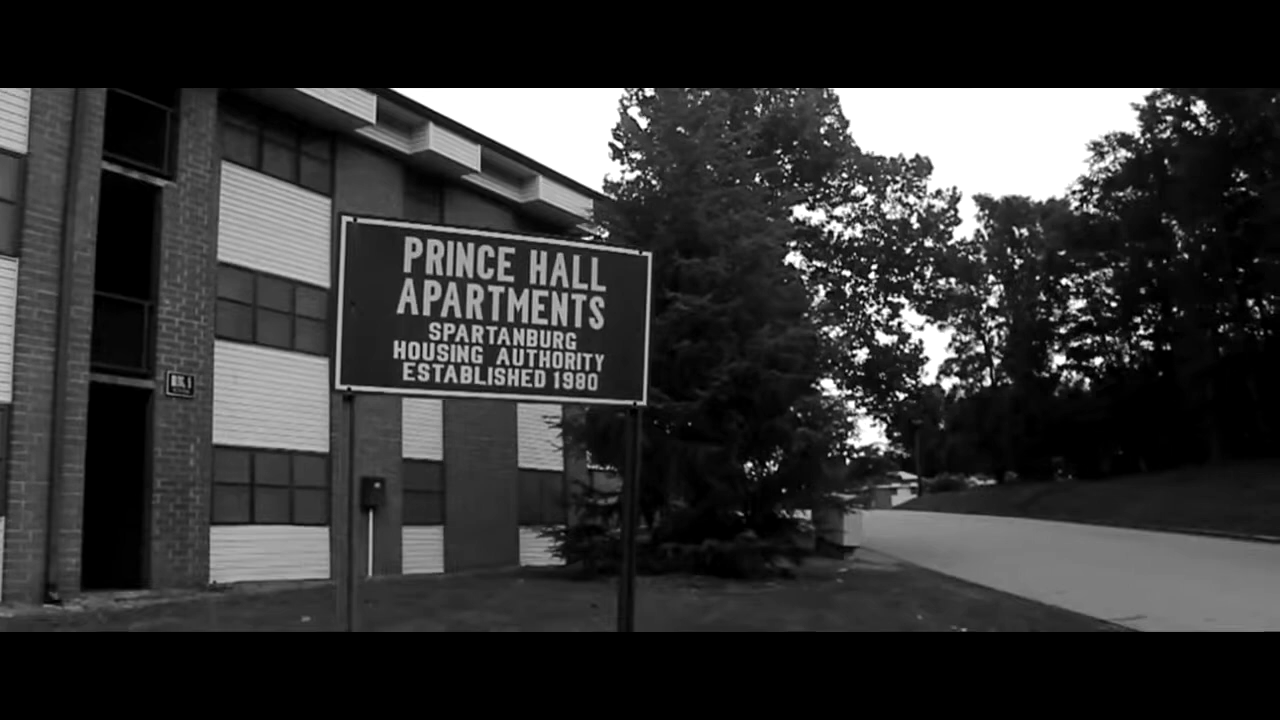 PRINCE HALL
APARTMENTS
SPARTANBURG
HOUSING AUTHORITY
ESTABLISHED 1980